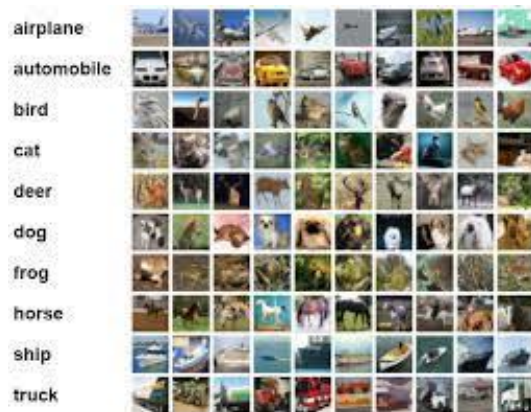 airplane
automobile
bird
cat
deer
dog
frog
horse
ship
truck